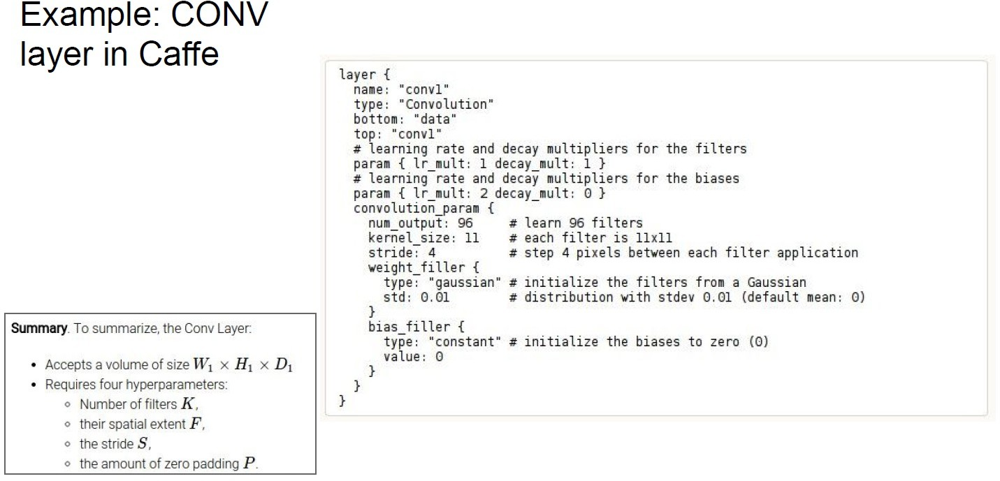 Example: CONV
layer in Caffe
layer {
name: "conv1"
type: "Convolution"
bottom: "data"
top: "conv1"
# learning rate and decay multipliers for the filters
param { lr_mult: 1 decay_mult: 1 }
# learning rate and decay multipliers for the biases
param { lr_mult: 2 decay_mult: 0 }
convolution_param {
num_output: 96 # learn 96 filters
kernel_size: 11 # each filter is 11x11
stride: 4 # step 4 pixels between each filter application
weight_filler {
type: "gaussian" # initialize the filters from a Gaussian
std: 0.01 # distribution with stdev 0.01 (default mean: 0)
}
bias_filler {
type: "constant" # initialize the biases to zero (0)
value: 0
}
}
}
Summary. To summarize, the Conv Layer:
• Accepts a volume of size W₁ × H₁ × D₁
• Requires four hyperparameters:
◦ Number of filters K,
◦ their spatial extent F,
◦ the stride S,
◦ the amount of zero padding P.